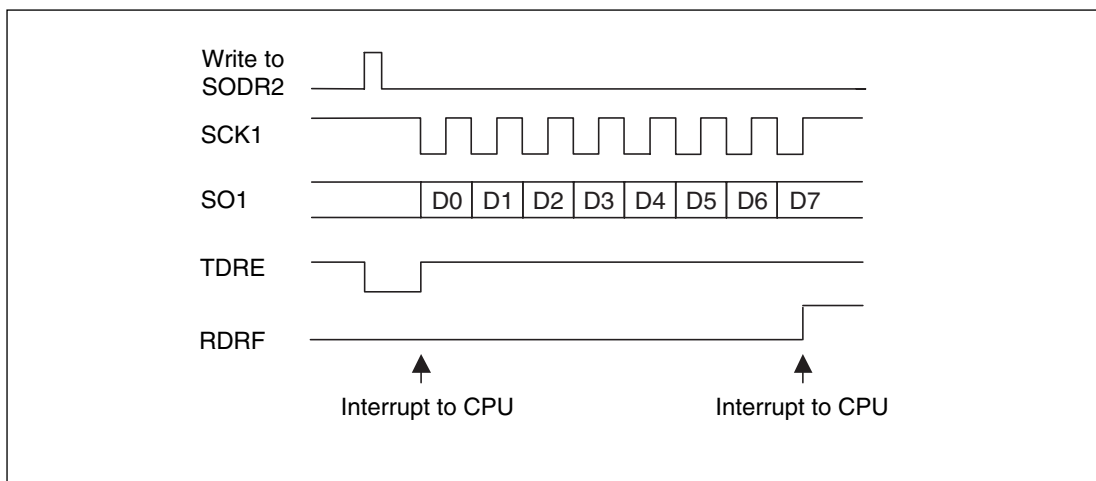 Write to
SODR2
SCK1
SO1
D0 D1 D2 D3 D4 D5 D6 D7
TDRE
RDRF
Interrupt to CPU Interrupt to CPU